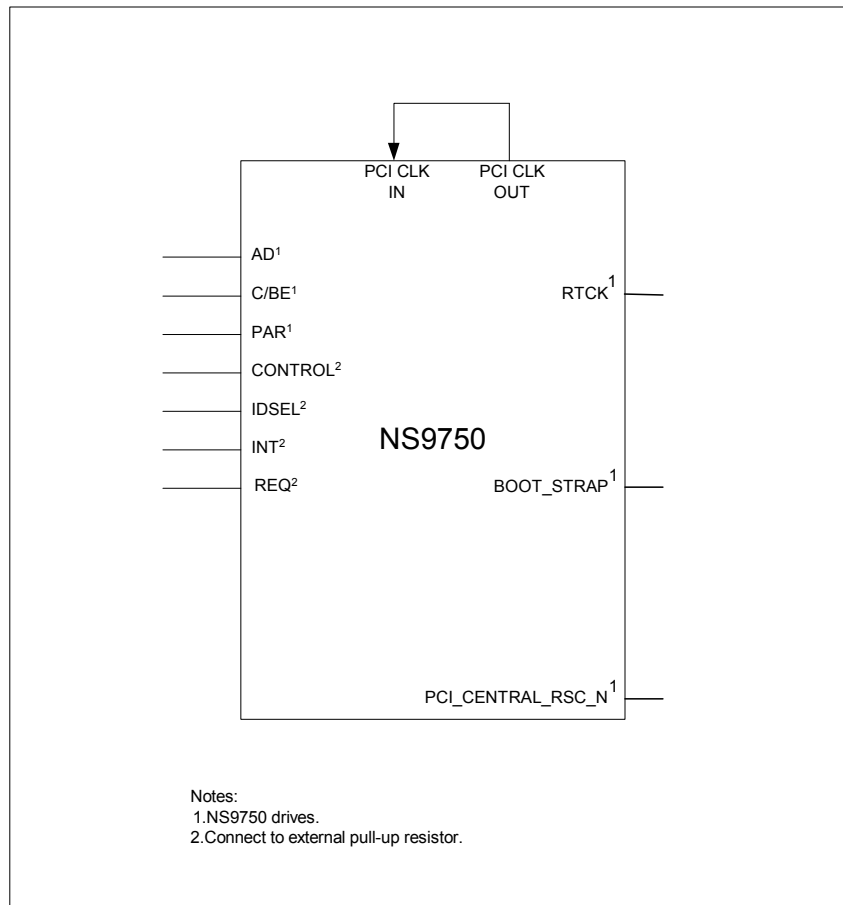 PCI CLK
IN
PCI CLK
OUT
AD¹
C/BE¹
PAR¹
CONTROL²
IDSEL²
INT²
REQ²
NS9750
RTCK¹
BOOT_STRAP¹
PCI_CENTRAL_RSC_N¹
Notes:
1.NS9750 drives.
2.Connect to external pull-up resistor.